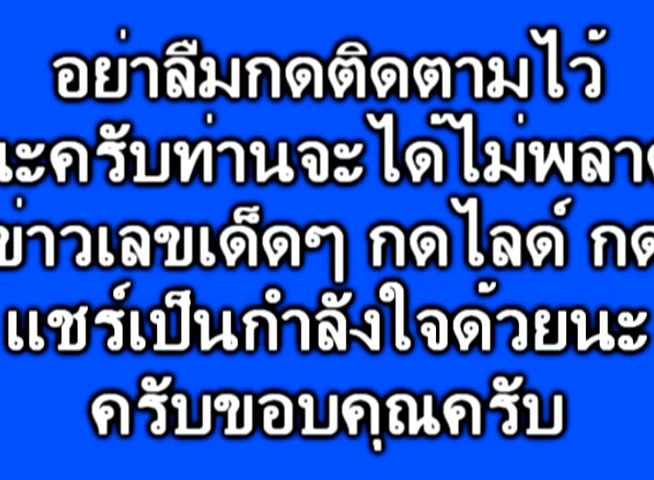 อย่าลืมกดติดตามไว้
นะครับท่านจะได้ไม่พลาด
ข่าวเลขเด็ดๆ กดไลด์ กด
แชร์เป็นกำลังใจด้วยนะ
ครับขอบคุณครับ